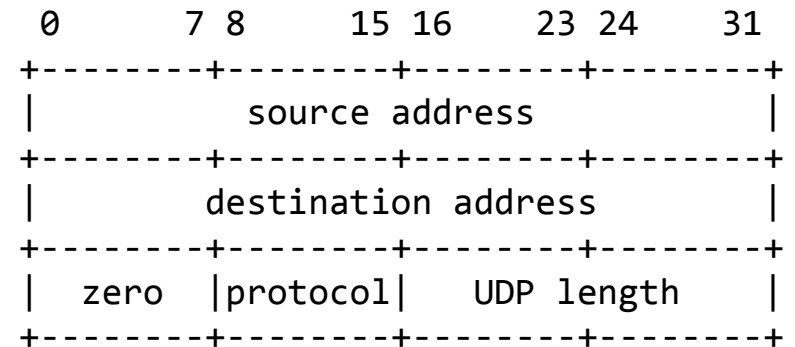 0      7 8     15 16    23 24    31
+--------+--------+--------+--------+
|          source address           |
+--------+--------+--------+--------+
|        destination address        |
+--------+--------+--------+--------+
|  zero  |protocol|   UDP length    |
+--------+--------+--------+--------+